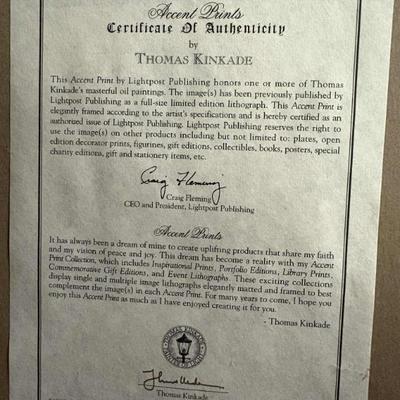 Accent Prints
Certificate Of Authenticity
by
THOMAS KINKADE
This Accent Print by Lightpost Publishing honors one or more of Thomas
Kinkade's masterful oil paintings. The image(s) has been previously published by
Lightpost Publishing as a full-size limited edition lithograph. This Accent Print is
elegantly framed according to the artist's specifications and is hereby certified as an
authorized issue of Lightpost Publishing. Lightpost Publishing reserves the right to
use the image(s) on other products including but not limited to: plates, open
edition decorator prints, figurines, gift editions, collectibles, books, posters, special
charity editions, gift and stationery items, etc.
Craig Fleming
Craig Fleming
CEO and President, Lightpost Publishing
Accent Prints
It has always been a dream of mine to create uplifting products that share my faith
and my vision of peace and joy. This dream has become a reality with my Accent
Print Collection, which includes Inspirational Prints, Portfolio Editions, Library Prints,
Commemorative Gift Editions, and Event Lithographs. These exciting collections
display single and multiple image lithographs elegantly matted and framed to best
complement the image(s) in each Accent Print. For many years to come, I hope you
enjoy this Accent Print as much as I have enjoyed creating it for you.
- Thomas Kinkade
THOMAS KINKADE
PAINTER OF LIGHT
Thomas Kinkade